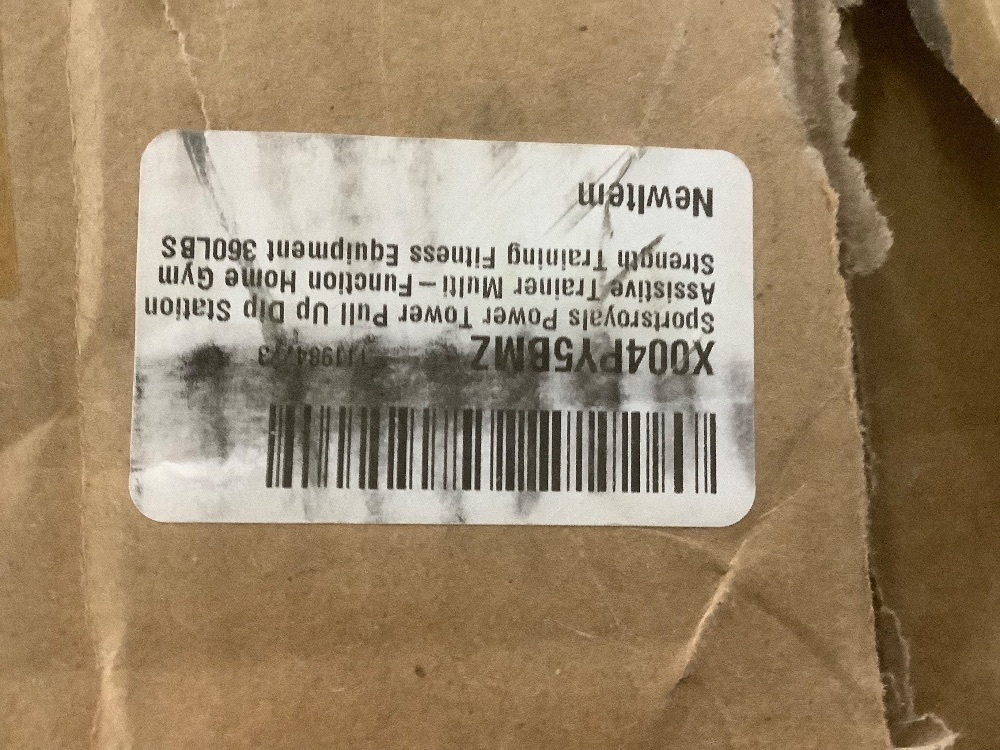 X004PY5BMZ
Sportsroyals Power Tower Pull Up Dip Station
Assistive Trainer Multi-Function Home Gym
Strength Training Fitness Equipment 360LBS
NewItem